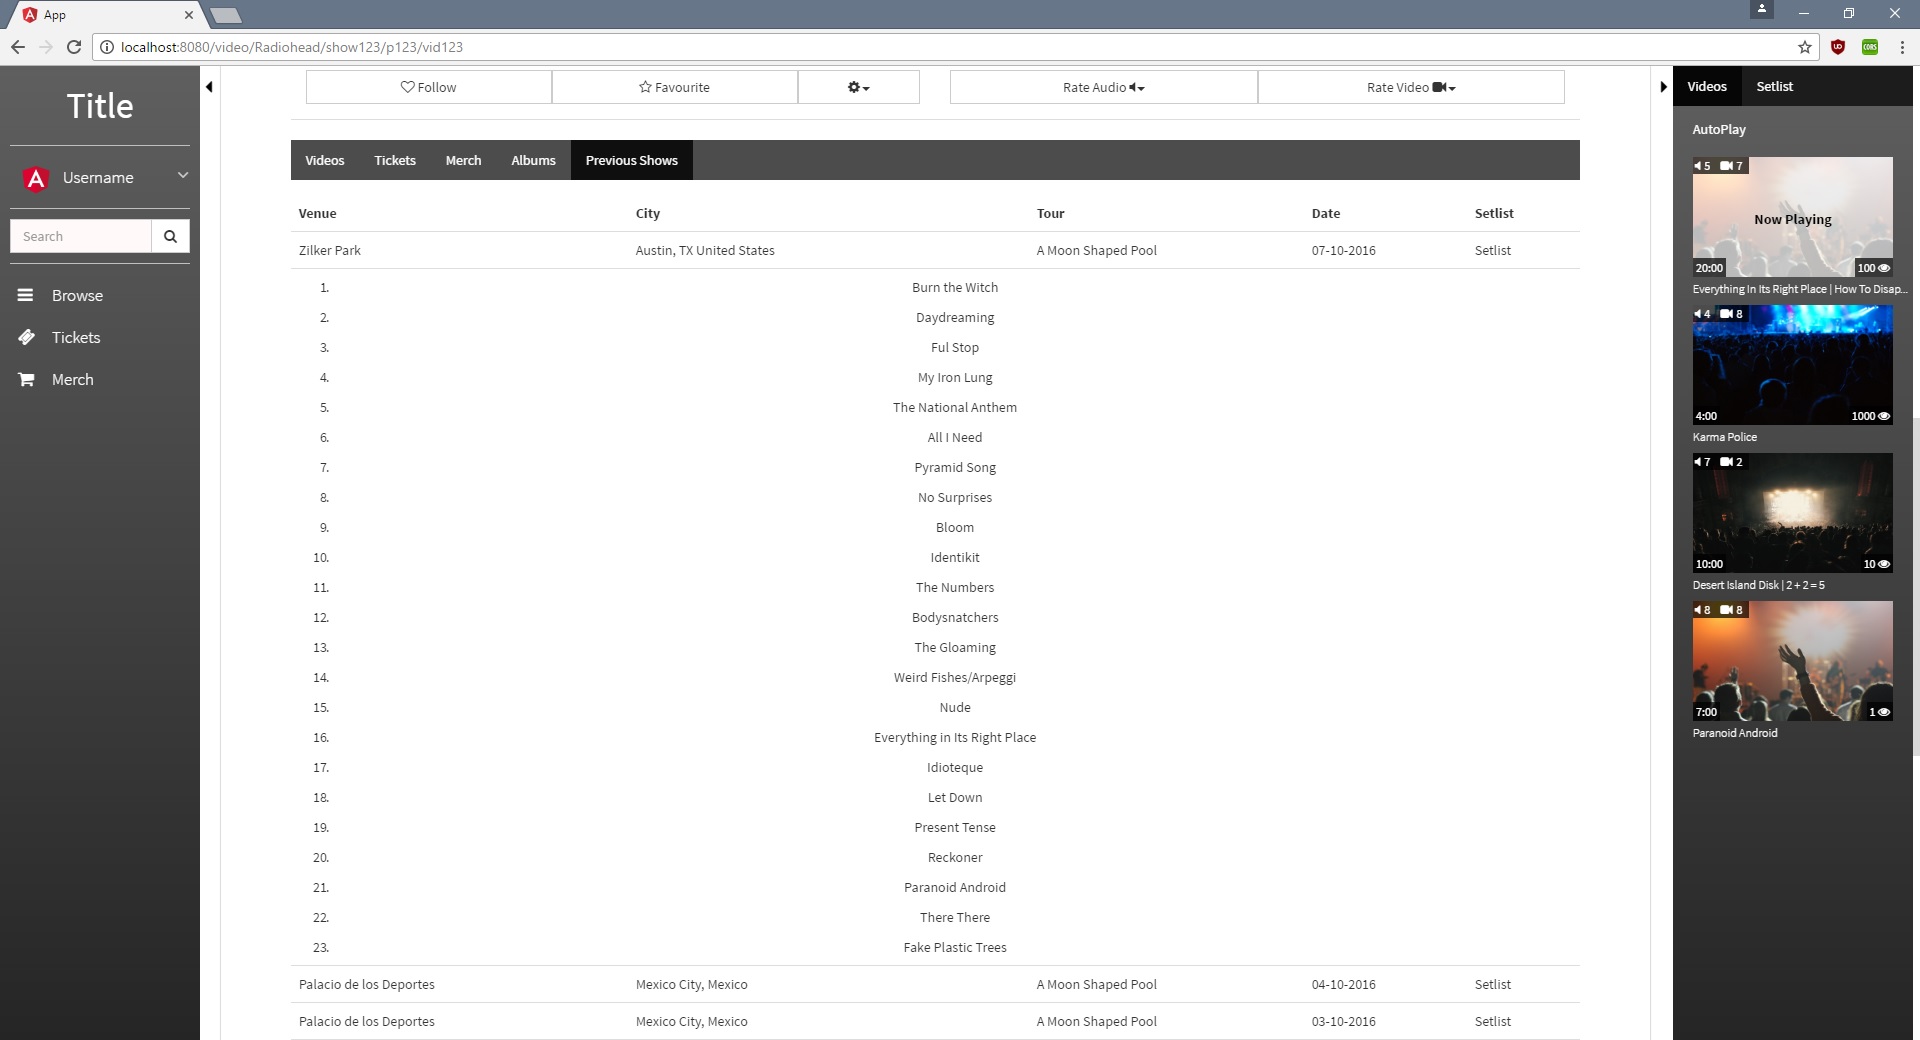 App
localhost:8080/video/Radiohead/show123/p123/vid123
Title
Username
Search
Browse
Tickets
Merch
Follow
Favourite
Rate Audio
Rate Video
Videos Tickets Merch Albums Previous Shows
Venue City Tour Date Setlist
Zilker Park Austin, TX United States A Moon Shaped Pool 07-10-2016 Setlist
1. Burn the Witch
2. Daydreaming
3. Ful Stop
4. My Iron Lung
5. The National Anthem
6. All I Need
7. Pyramid Song
8. No Surprises
9. Bloom
10. Identikit
11. The Numbers
12. Bodysnatchers
13. The Gloaming
14. Weird Fishes/Arpeggi
15. Nude
16. Everything in Its Right Place
17. Idioteque
18. Let Down
19. Present Tense
20. Reckoner
21. Paranoid Android
22. There There
23. Fake Plastic Trees
Palacio de los Deportes Mexico City, Mexico A Moon Shaped Pool 04-10-2016 Setlist
Palacio de los Deportes Mexico City, Mexico A Moon Shaped Pool 03-10-2016 Setlist
Videos Setlist
AutoPlay
5 7
Now Playing
20:00 100
Everything In Its Right Place | How To Disap...
4 8
4:00 1000
Karma Police
7 2
10:00 10
Desert Island Disk | 2 + 2 = 5
8 8
7:00 1
Paranoid Android